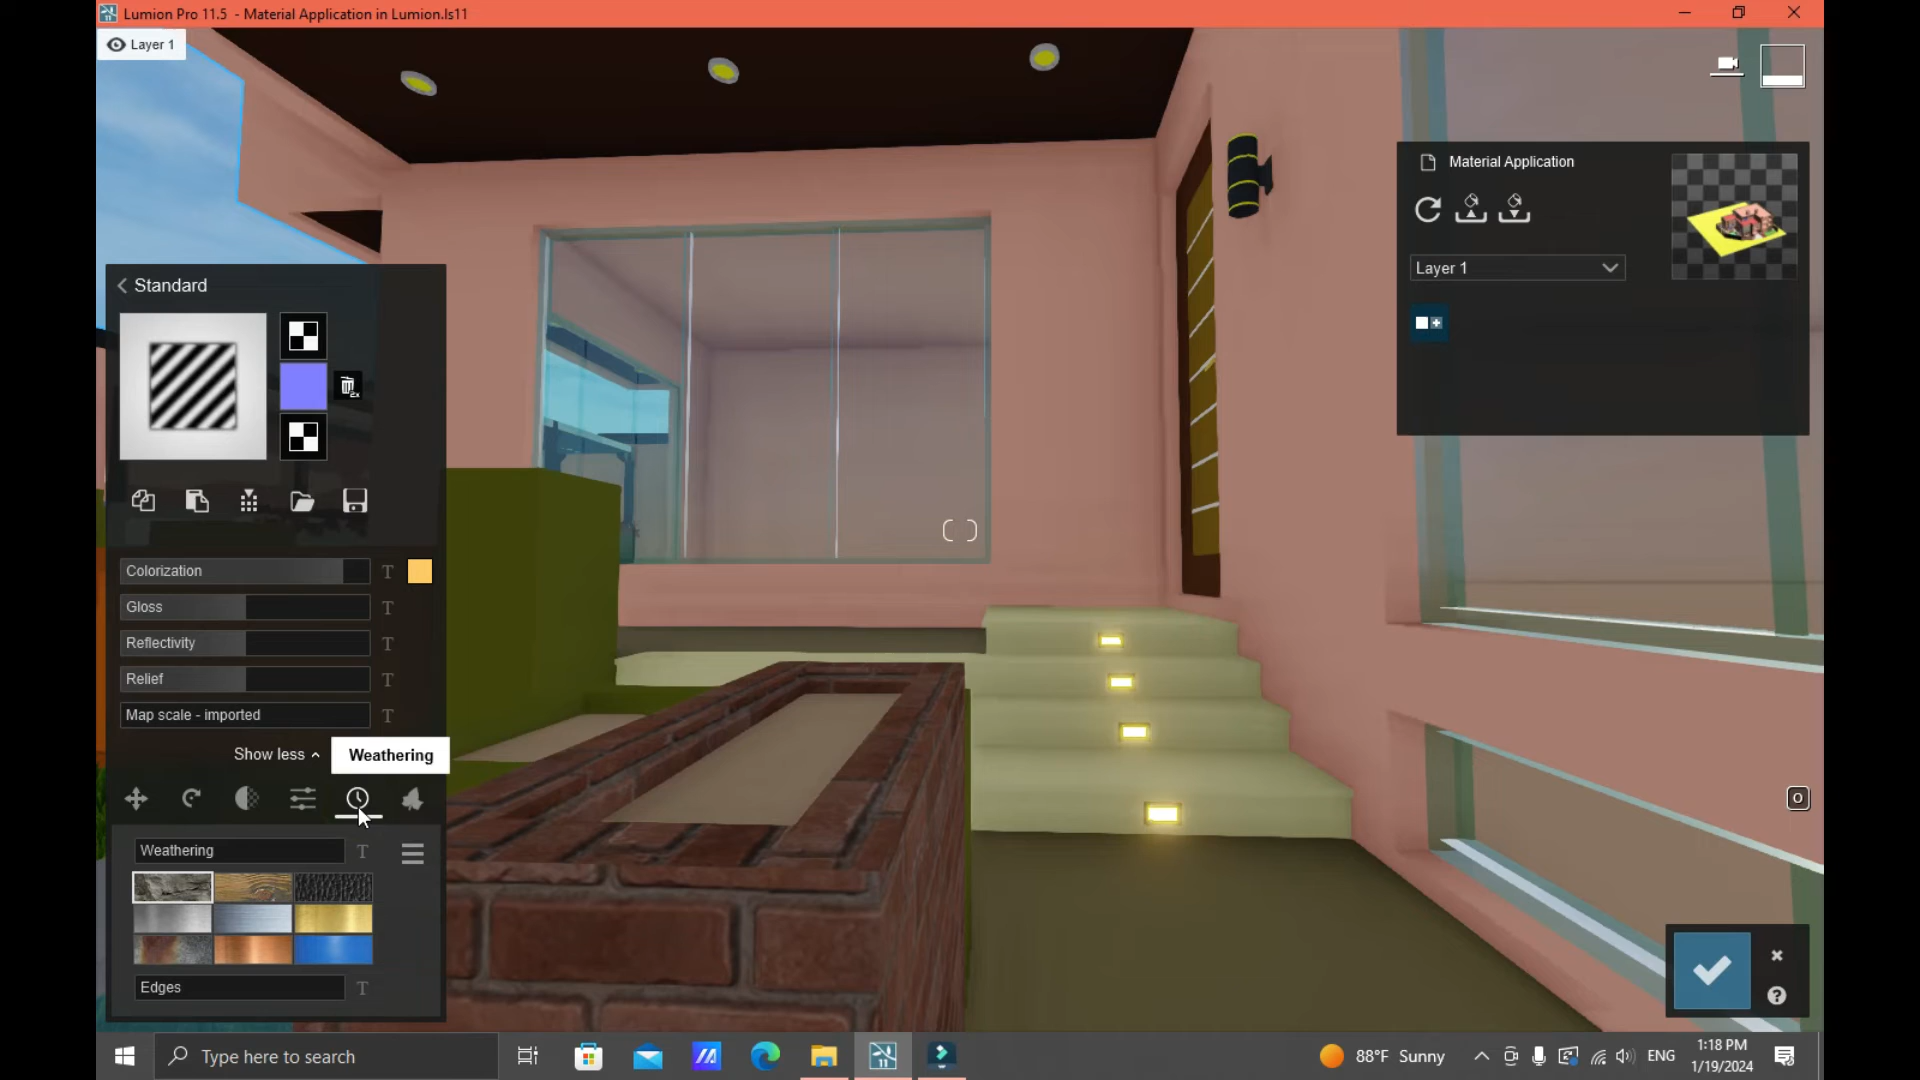 Lumion Pro 11.5 - Material Application in Lumion.ls11
Layer 1
Material Application
Layer 1
Standard
2x
Colorization T
Gloss T
Reflectivity T
Relief T
Map scale - imported T
Show less
Weathering
Weathering T
Edges T
O
Type here to search
11
88°F Sunny
ENG
1:18 PM
1/19/2024